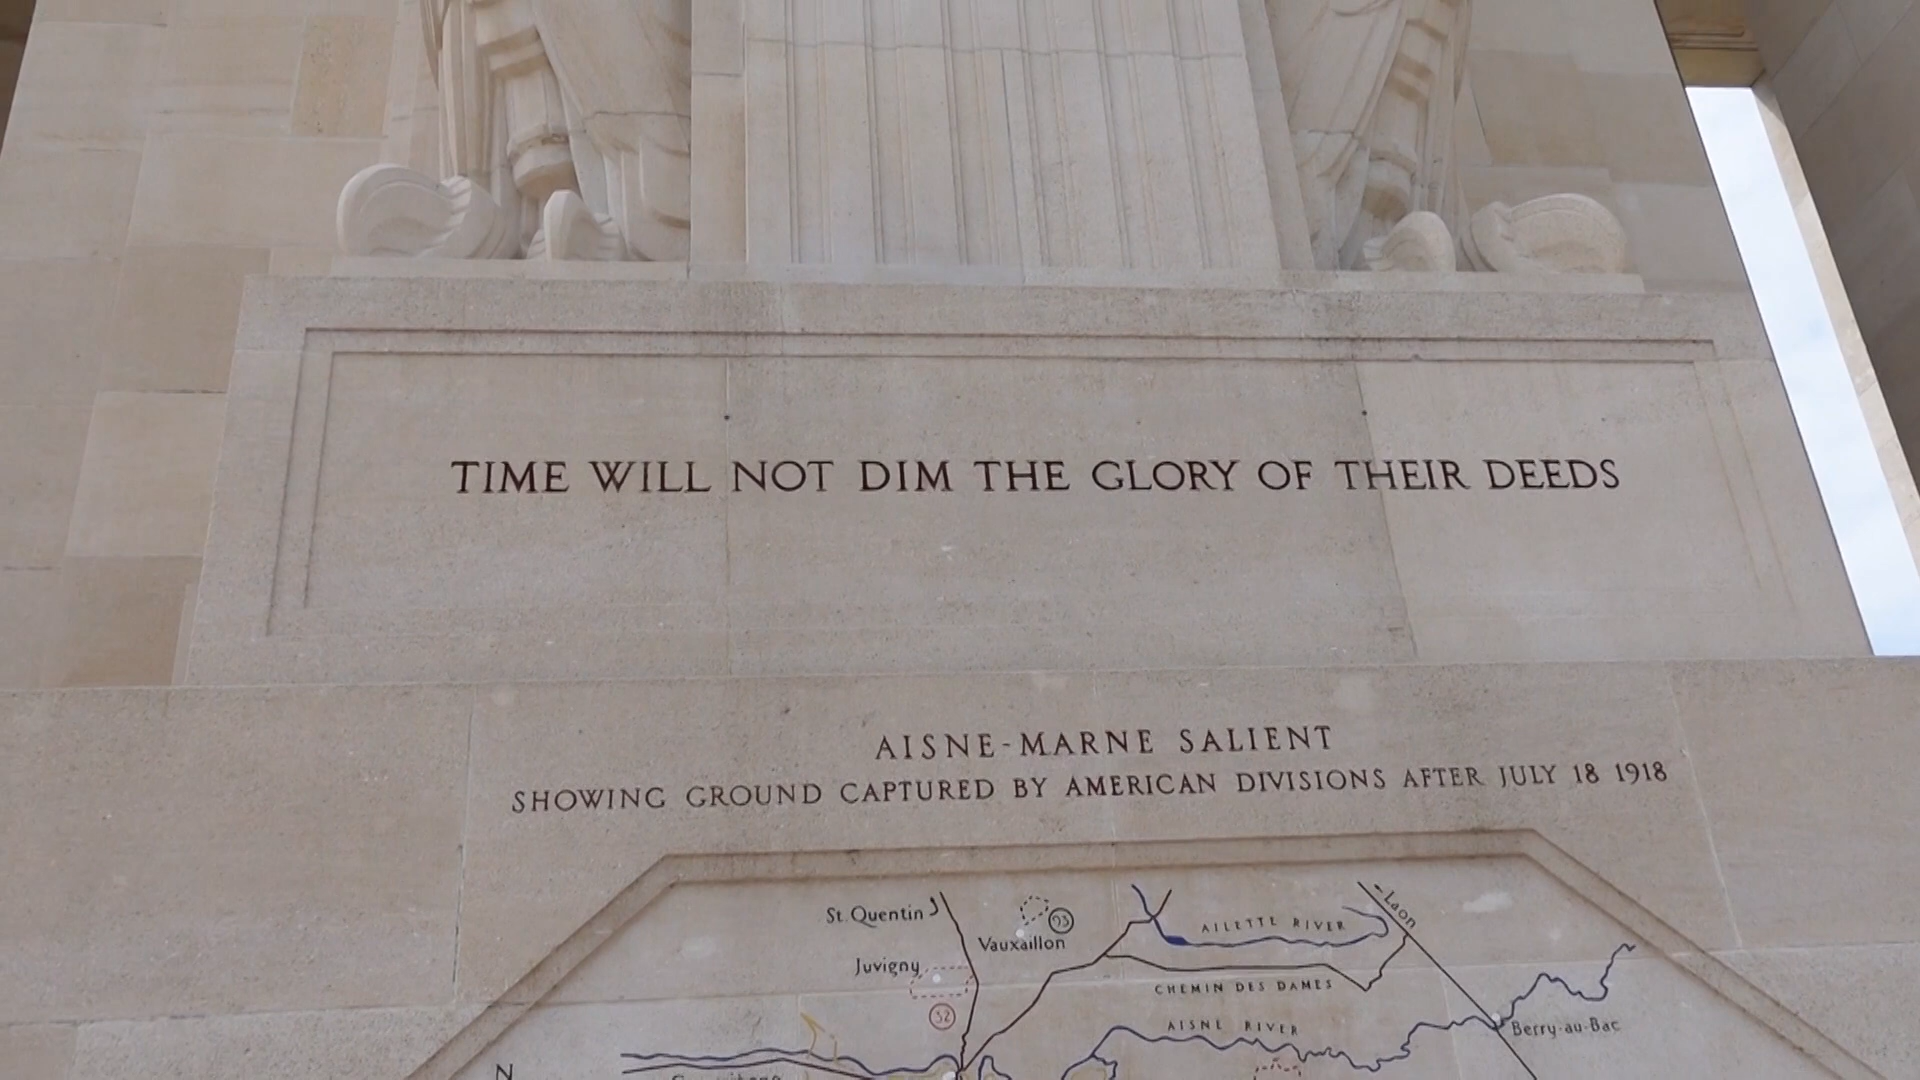 TIME WILL NOT DIM THE GLORY OF THEIR DEEDS
AISNE-MARNE SALIENT
SHOWING GROUND CAPTURED BY AMERICAN DIVISIONS AFTER JULY 18 1918
St. Quentin
93
Laon
AILETTE RIVER
Vauxaillon
Juvigny
CHEMIN DES DAMES
32
AISNE RIVER
Berry-au-Bac
N